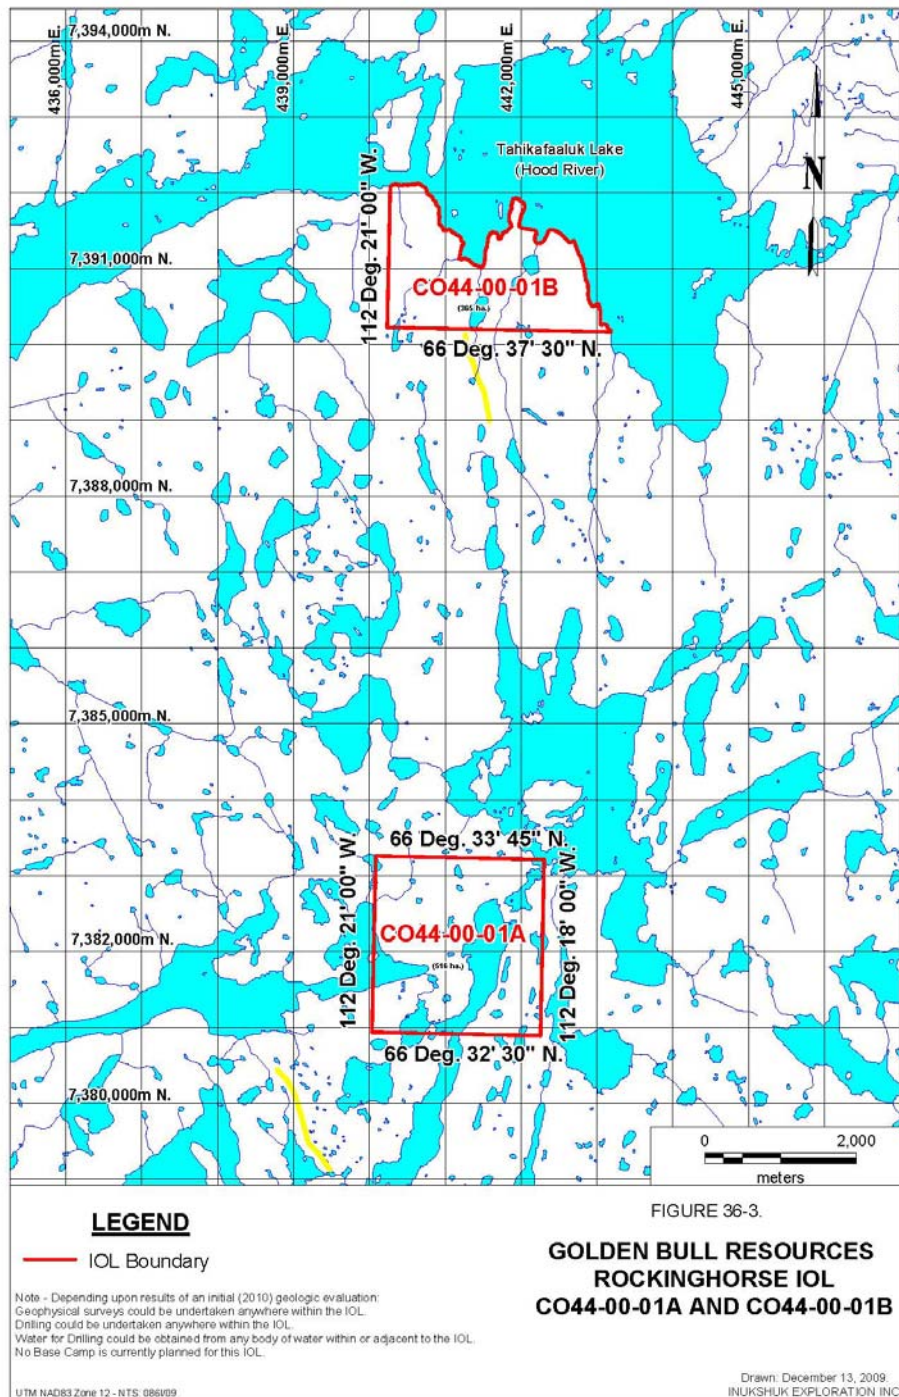 7,394,000m N.
436,000m E.
439,000m E.
442,000m E.
445,000m E.
Tahikafaaluk Lake
(Hood River)
N
112 Deg. 21' 00" W.
7,391,000m N.
CO44-00-01B
(365 ha.)
66 Deg. 37' 30" N.
7,388,000m N.
7,385,000m N.
66 Deg. 33' 45" N.
112 Deg. 21' 00" W.
CO44-00-01A
(516 ha.)
112 Deg. 18' 00" W.
7,382,000m N.
66 Deg. 32' 30" N.
7,380,000m N.
0 2,000
meters
LEGEND
IOL Boundary
Note - Depending upon results of an initial (2010) geologic evaluation:
Geophysical surveys could be undertaken anywhere within the IOL.
Drilling could be undertaken anywhere within the IOL.
Water for Drilling could be obtained from any body of water within or adjacent to the IOL.
No Base Camp is currently planned for this IOL.
UTM NAD83 Zone 12 - NTS: 086I/09
FIGURE 36-3.
GOLDEN BULL RESOURCES
ROCKINGHORSE IOL
CO44-00-01A AND CO44-00-01B
Drawn: December 13, 2009.
INUKSHUK EXPLORATION INC